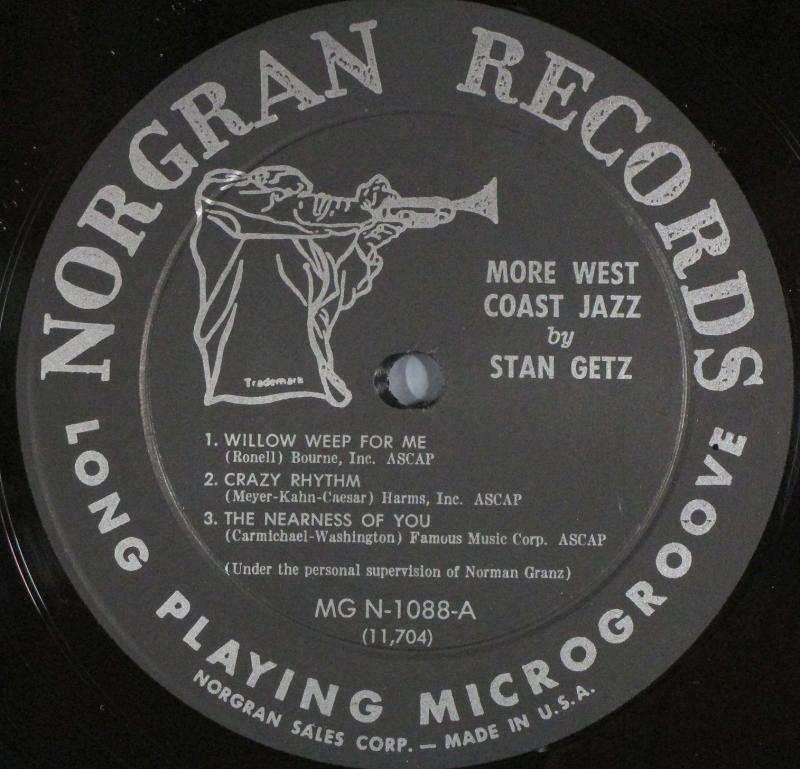 NORGRAN RECORDS
Trademark
MORE WEST
COAST JAZZ
by
STAN GETZ
1. WILLOW WEEP FOR ME
(Ronell) Bourne, Inc. ASCAP
2. CRAZY RHYTHM
(Meyer-Kahn-Caesar) Harms, Inc. ASCAP
3. THE NEARNESS OF YOU
(Carmichael-Washington) Famous Music Corp. ASCAP
(Under the personal supervision of Norman Granz)
MG N-1088-A
(11,704)
LONG PLAYING MICROGROOVE
NORGRAN SALES CORP. — MADE IN U.S.A.